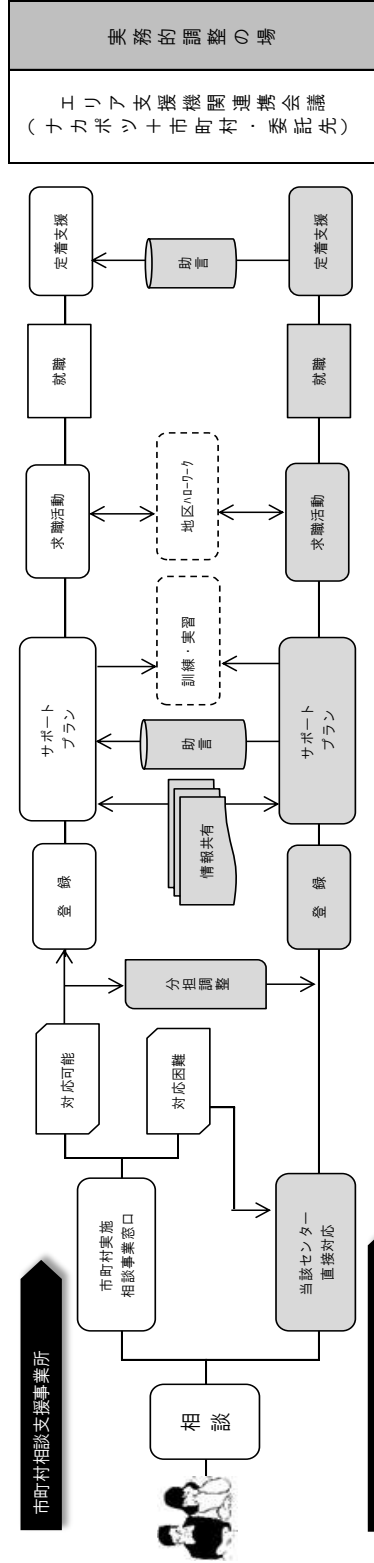 市町村相談支援事業所
相
談
市町村実施
相談事業窓口
当該センター
直接対応
対応可能
対応困難
分担調整
登 録
登 録
情報共有
サポート
プラン
助言
サポート
プラン
訓練・実習
求職活動
地区ﾊﾛｰﾜｰｸ
求職活動
就職
就職
定着支援
助言
定着支援
エリア支援機関連携会議
(ナカポツ＋市町村・委託先)
実務的調整の場